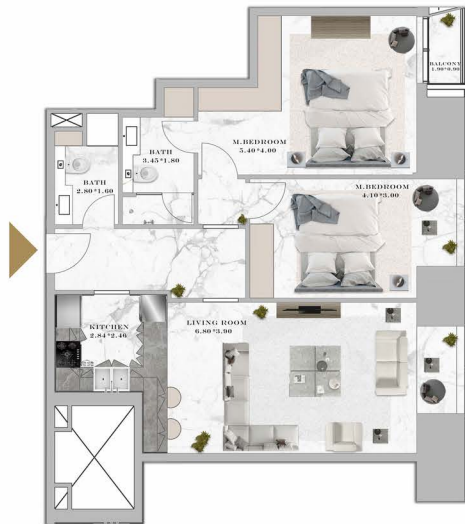 BALCONY
1.90*0.90
M.BEDROOM
5.40*4.00
BATH
3.45*1.80
BATH
2.80*1.60
M.BEDROOM
4.10*3.00
KITCHEN
2.84*2.46
LIVING ROOM
6.80*3.90